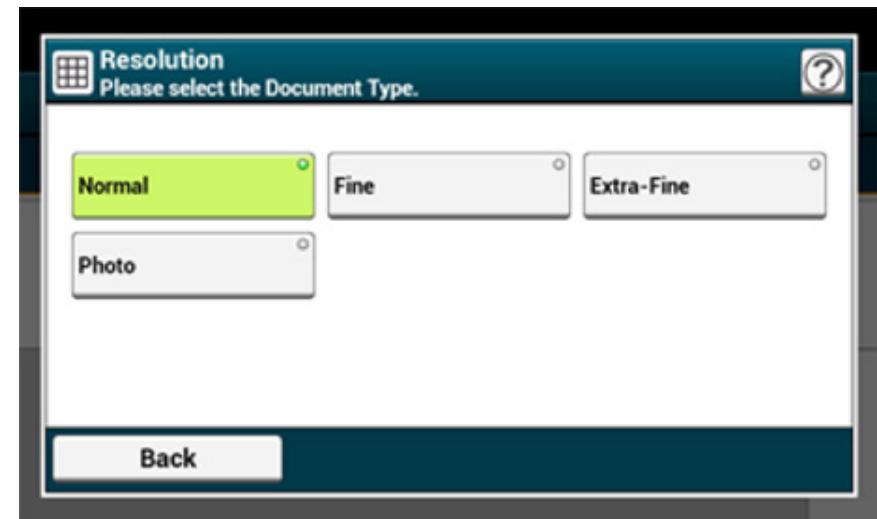 Resolution
Please select the Document Type.
?
Normal
Fine
Extra-Fine
Photo
Back